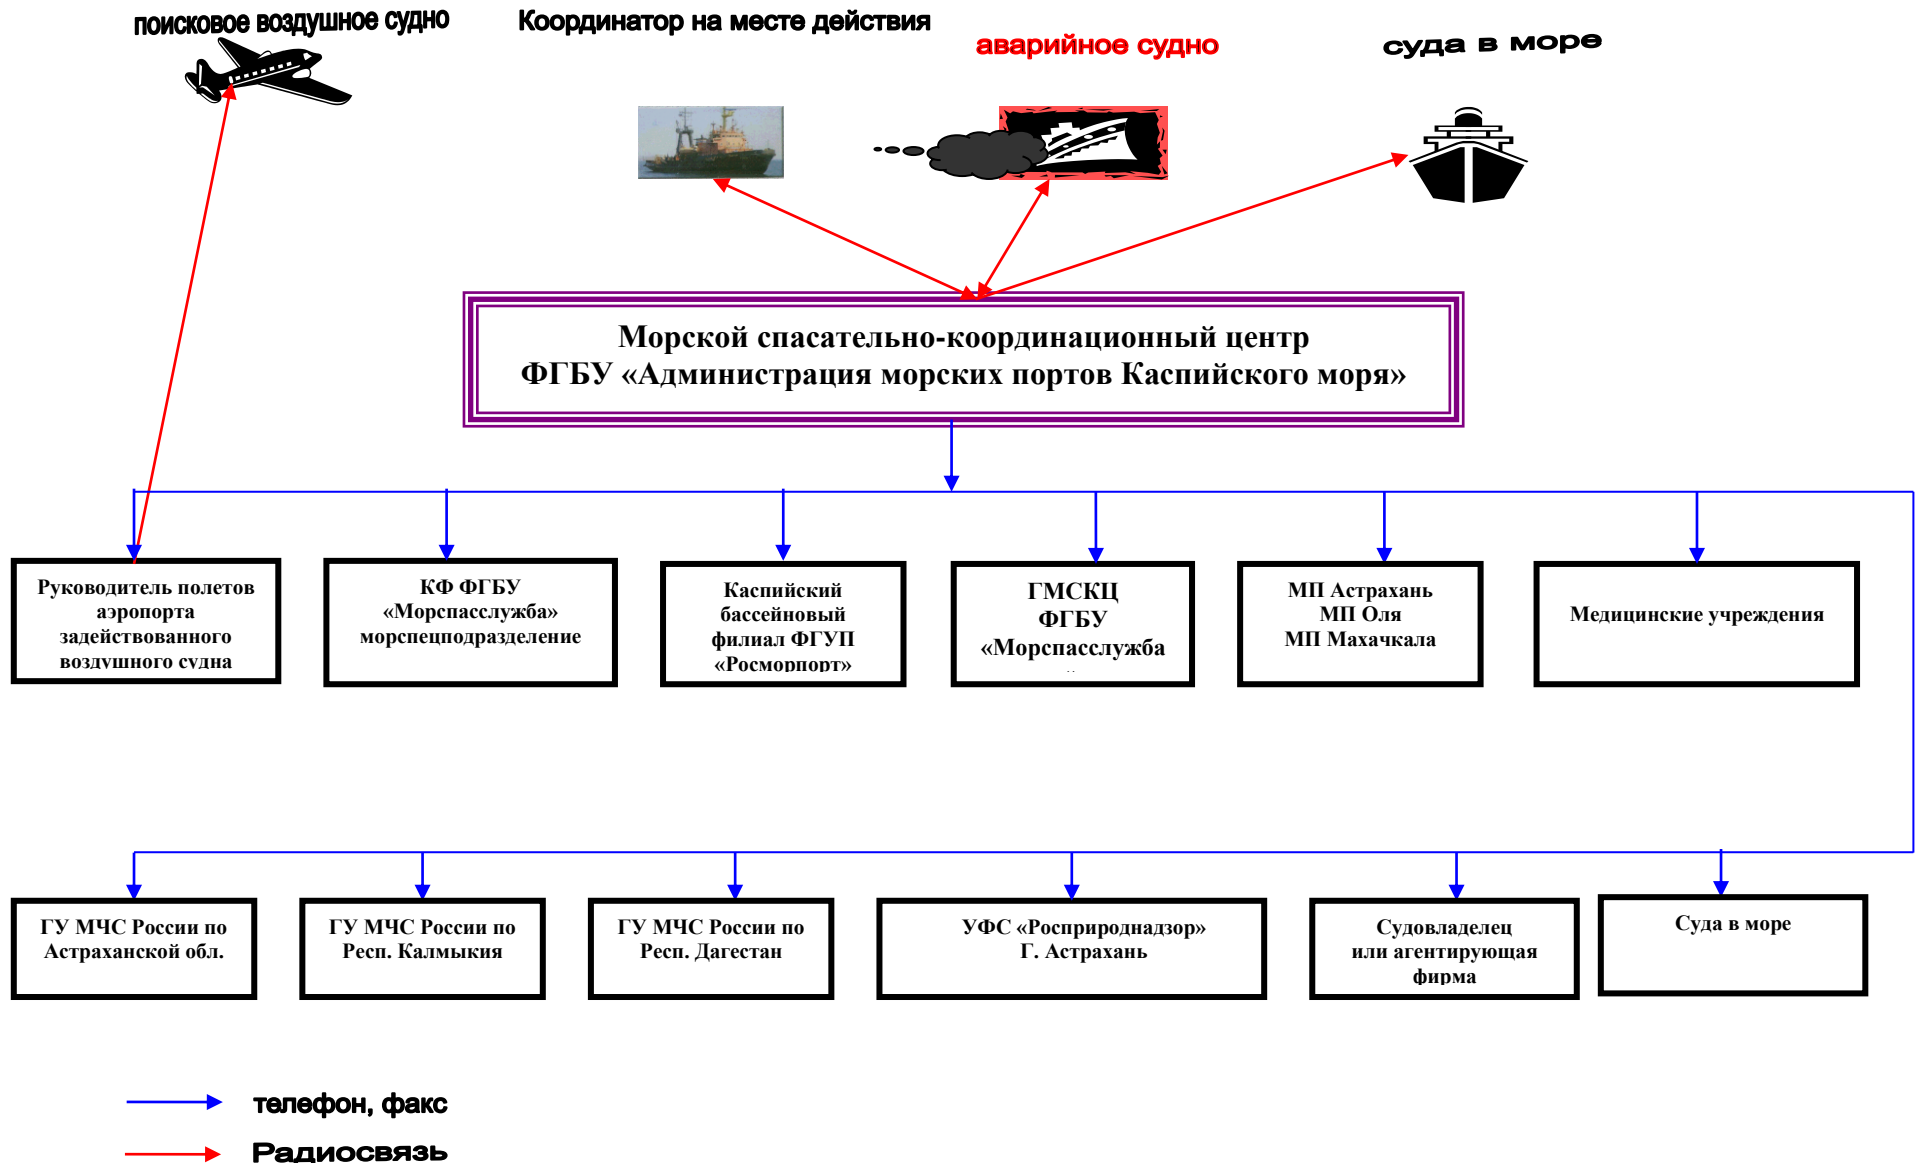 поисковое воздушное судно
Координатор на месте действия
аварийное судно
суда в море
Морской спасательно-координационный центр
ФГБУ «Администрация морских портов Каспийского моря»
Руководитель полетов
аэропорта
задействованного
воздушного судна
КФ ФГБУ
«Морспасслужба»
морспецподразделение
Каспийский
бассейновый
филиал ФГУП
«Росморпорт»
ГМСКЦ
ФГБУ
«Морспасслужба
МП Астрахань
МП Оля
МП Махачкала
Медицинские учреждения
ГУ МЧС России по
Астраханской обл.
ГУ МЧС России по
Респ. Калмыкия
ГУ МЧС России по
Респ. Дагестан
УФС «Росприроднадзор»
Г. Астрахань
Судовладелец
или агентирующая
фирма
Суда в море
телефон, факс
Радиосвязь